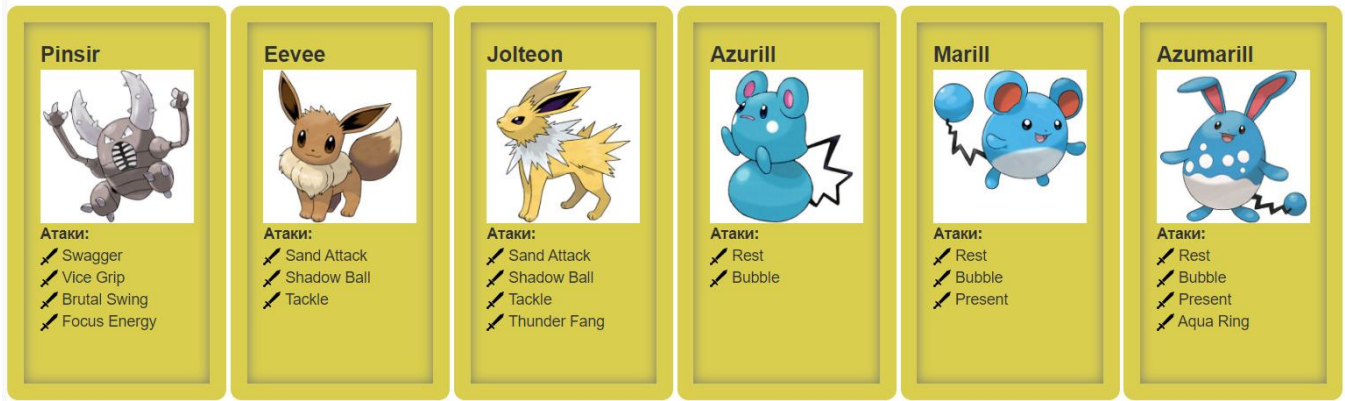 Pinsir
Атаки:
Swagger
Vice Grip
Brutal Swing
Focus Energy
Eevee
Атаки:
Sand Attack
Shadow Ball
Tackle
Jolteon
Атаки:
Sand Attack
Shadow Ball
Tackle
Thunder Fang
Azurill
Атаки:
Rest
Bubble
Marill
Атаки:
Rest
Bubble
Present
Azumarill
Атаки:
Rest
Bubble
Present
Aqua Ring